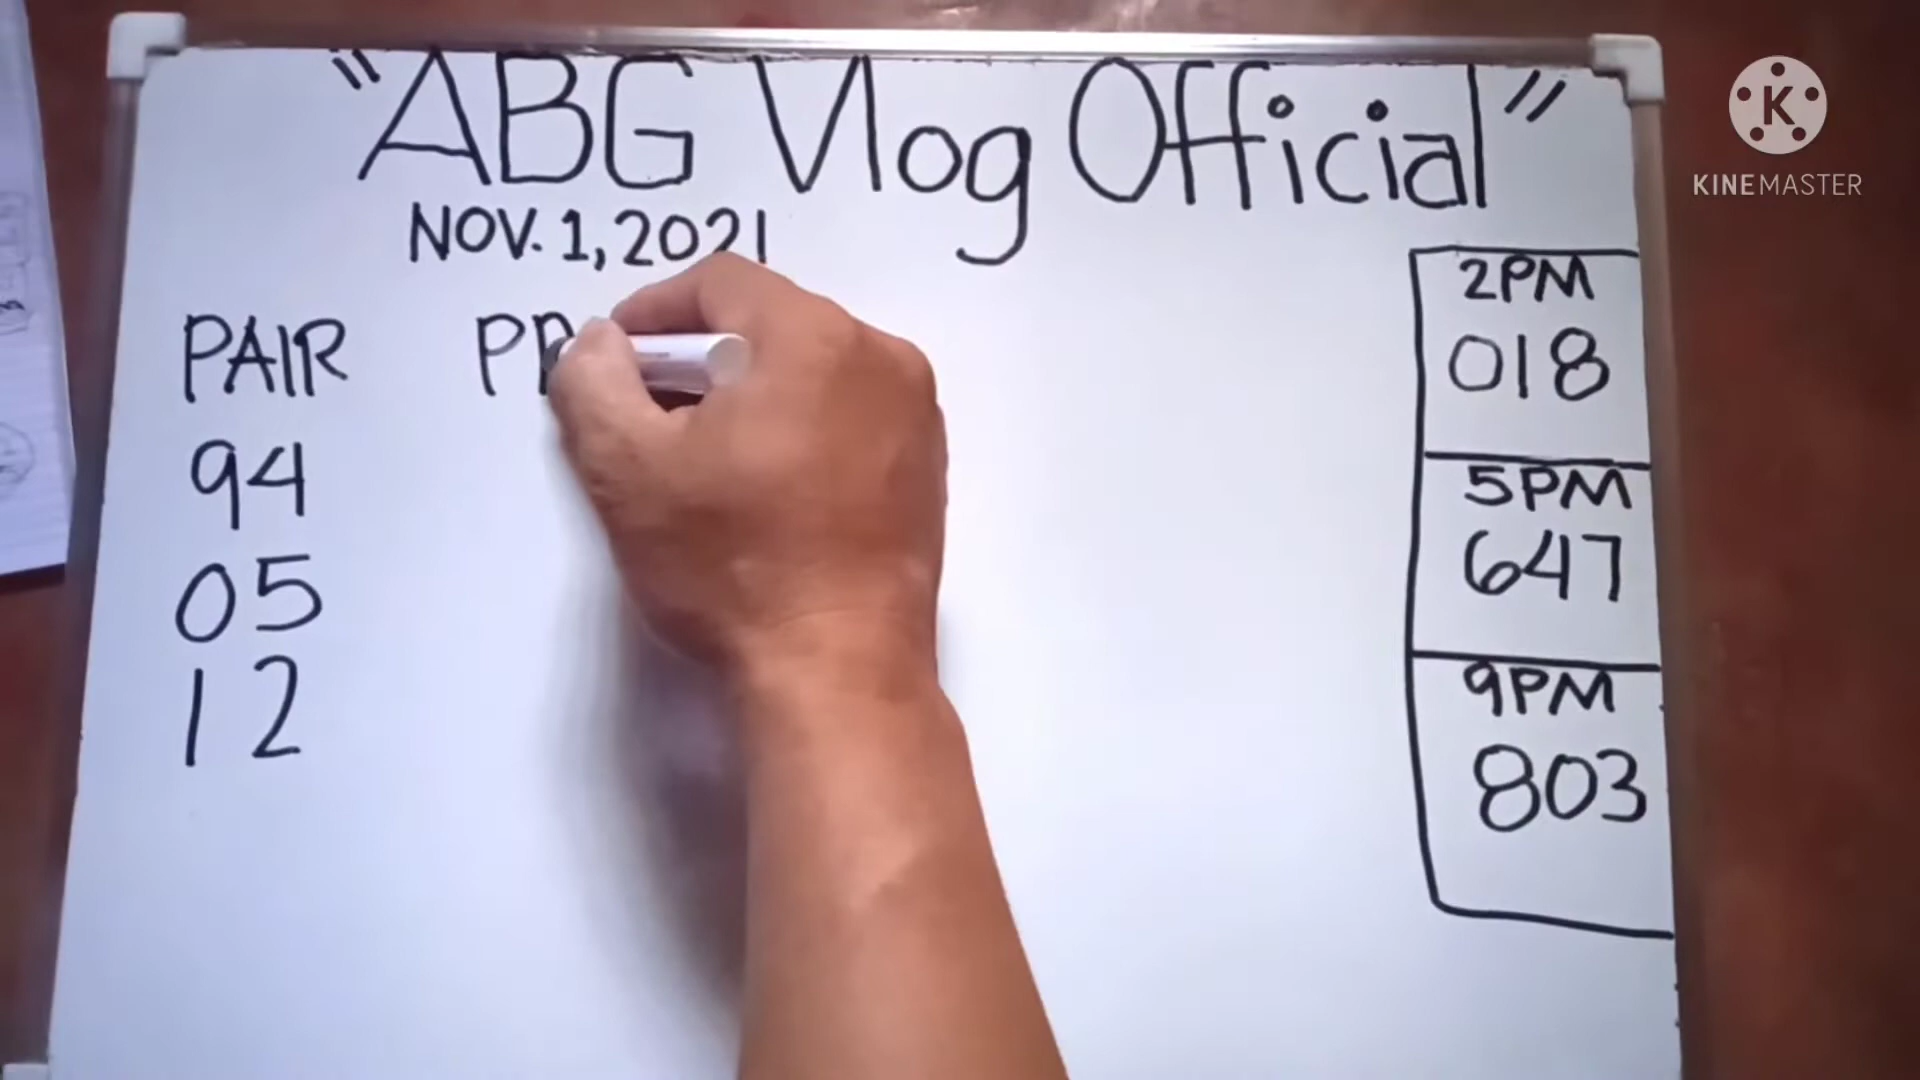 "ABG Vlog Official"
NOV. 1, 2021
PAIR
94
05
12
2PM
018
5PM
647
9PM
803
KINEMASTER